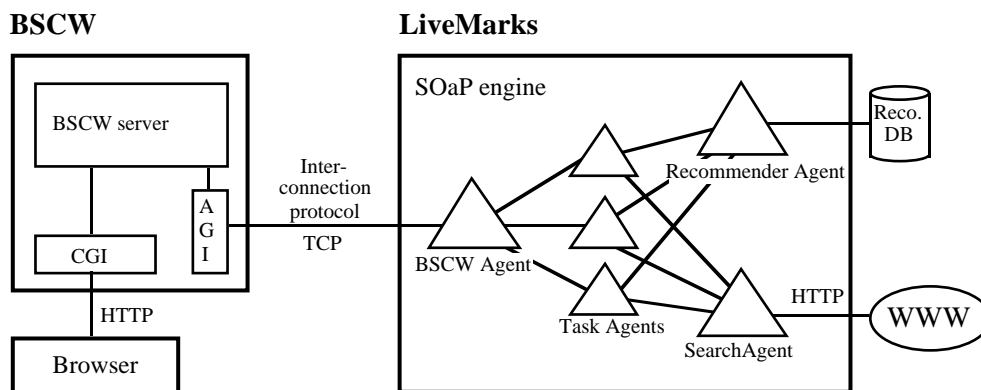 BSCW
LiveMarks
SOaP engine
BSCW server
Reco.
DB
Inter-
connection
protocol
TCP
Recommender Agent
A
G
I
CGI
BSCW Agent
HTTP
HTTP
WWW
Task Agents
SearchAgent
Browser